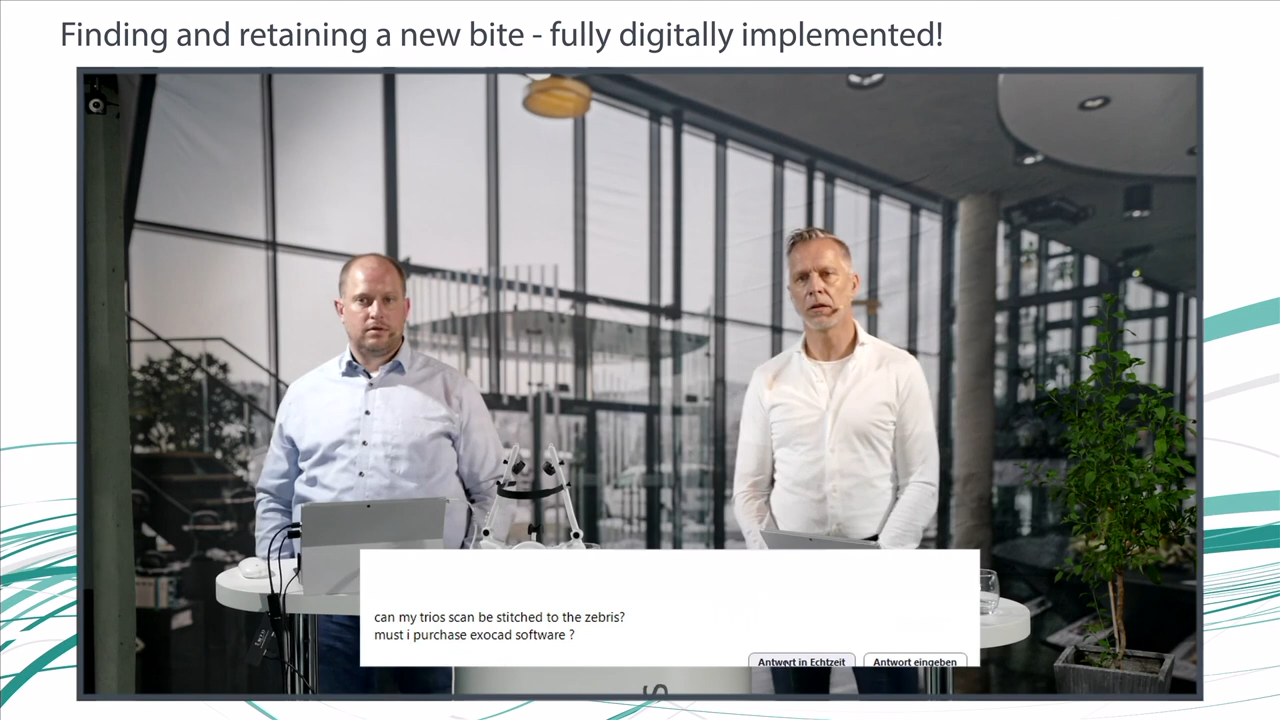 Finding and retaining a new bite - fully digitally implemented!
can my trios scan be stitched to the zebris?
must i purchase exocad software ?
Antwort in Echtzeit
Antwort eingeben